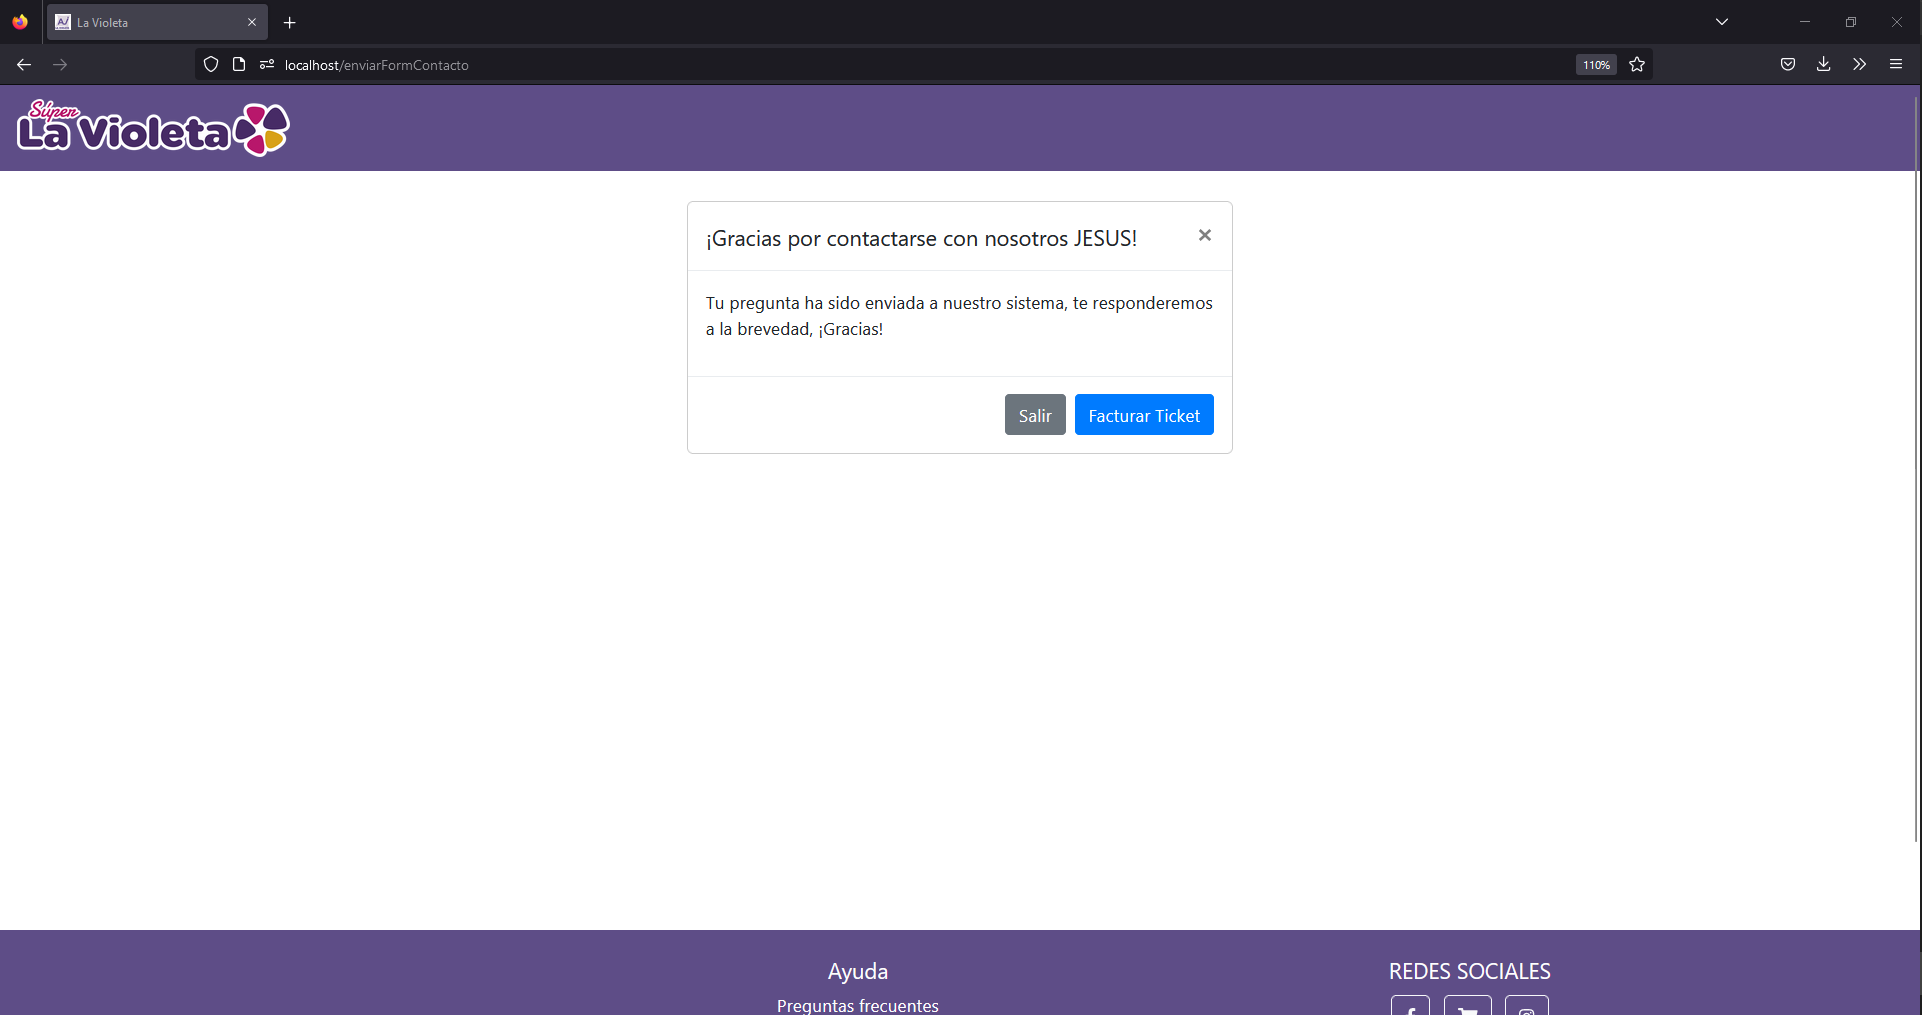 La Violeta
localhost/enviarFormContacto
110%
Súper
La Violeta
¡Gracias por contactarse con nosotros JESUS!
Tu pregunta ha sido enviada a nuestro sistema, te responderemos
a la brevedad, ¡Gracias!
Salir
Facturar Ticket
Ayuda
Preguntas frecuentes
REDES SOCIALES